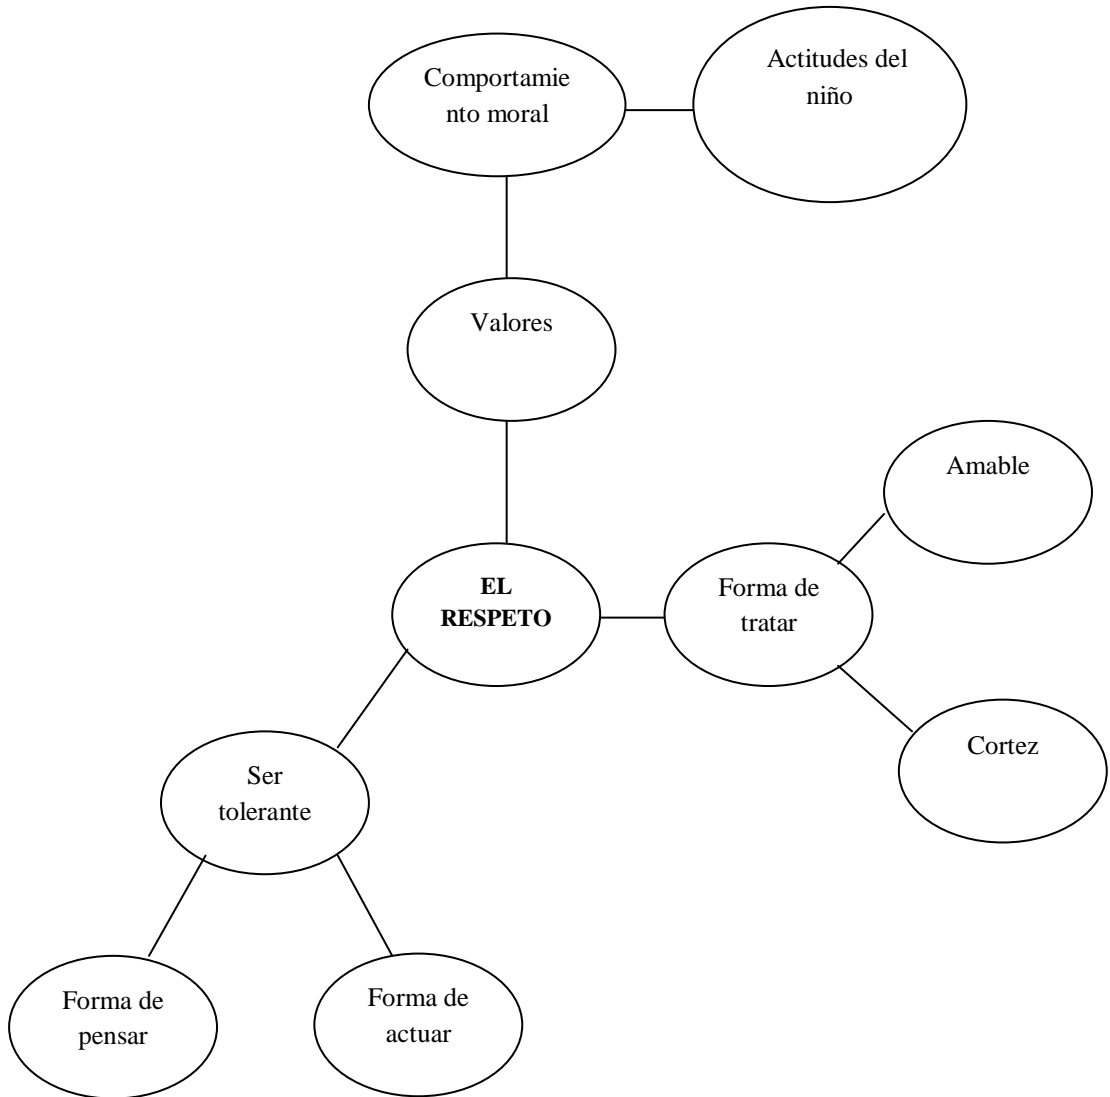 Comportamie
nto moral
Actitudes del
niño
Valores
Amable
EL
RESPETO
Forma de
tratar
Cortez
Ser
tolerante
Forma de
pensar
Forma de
actuar